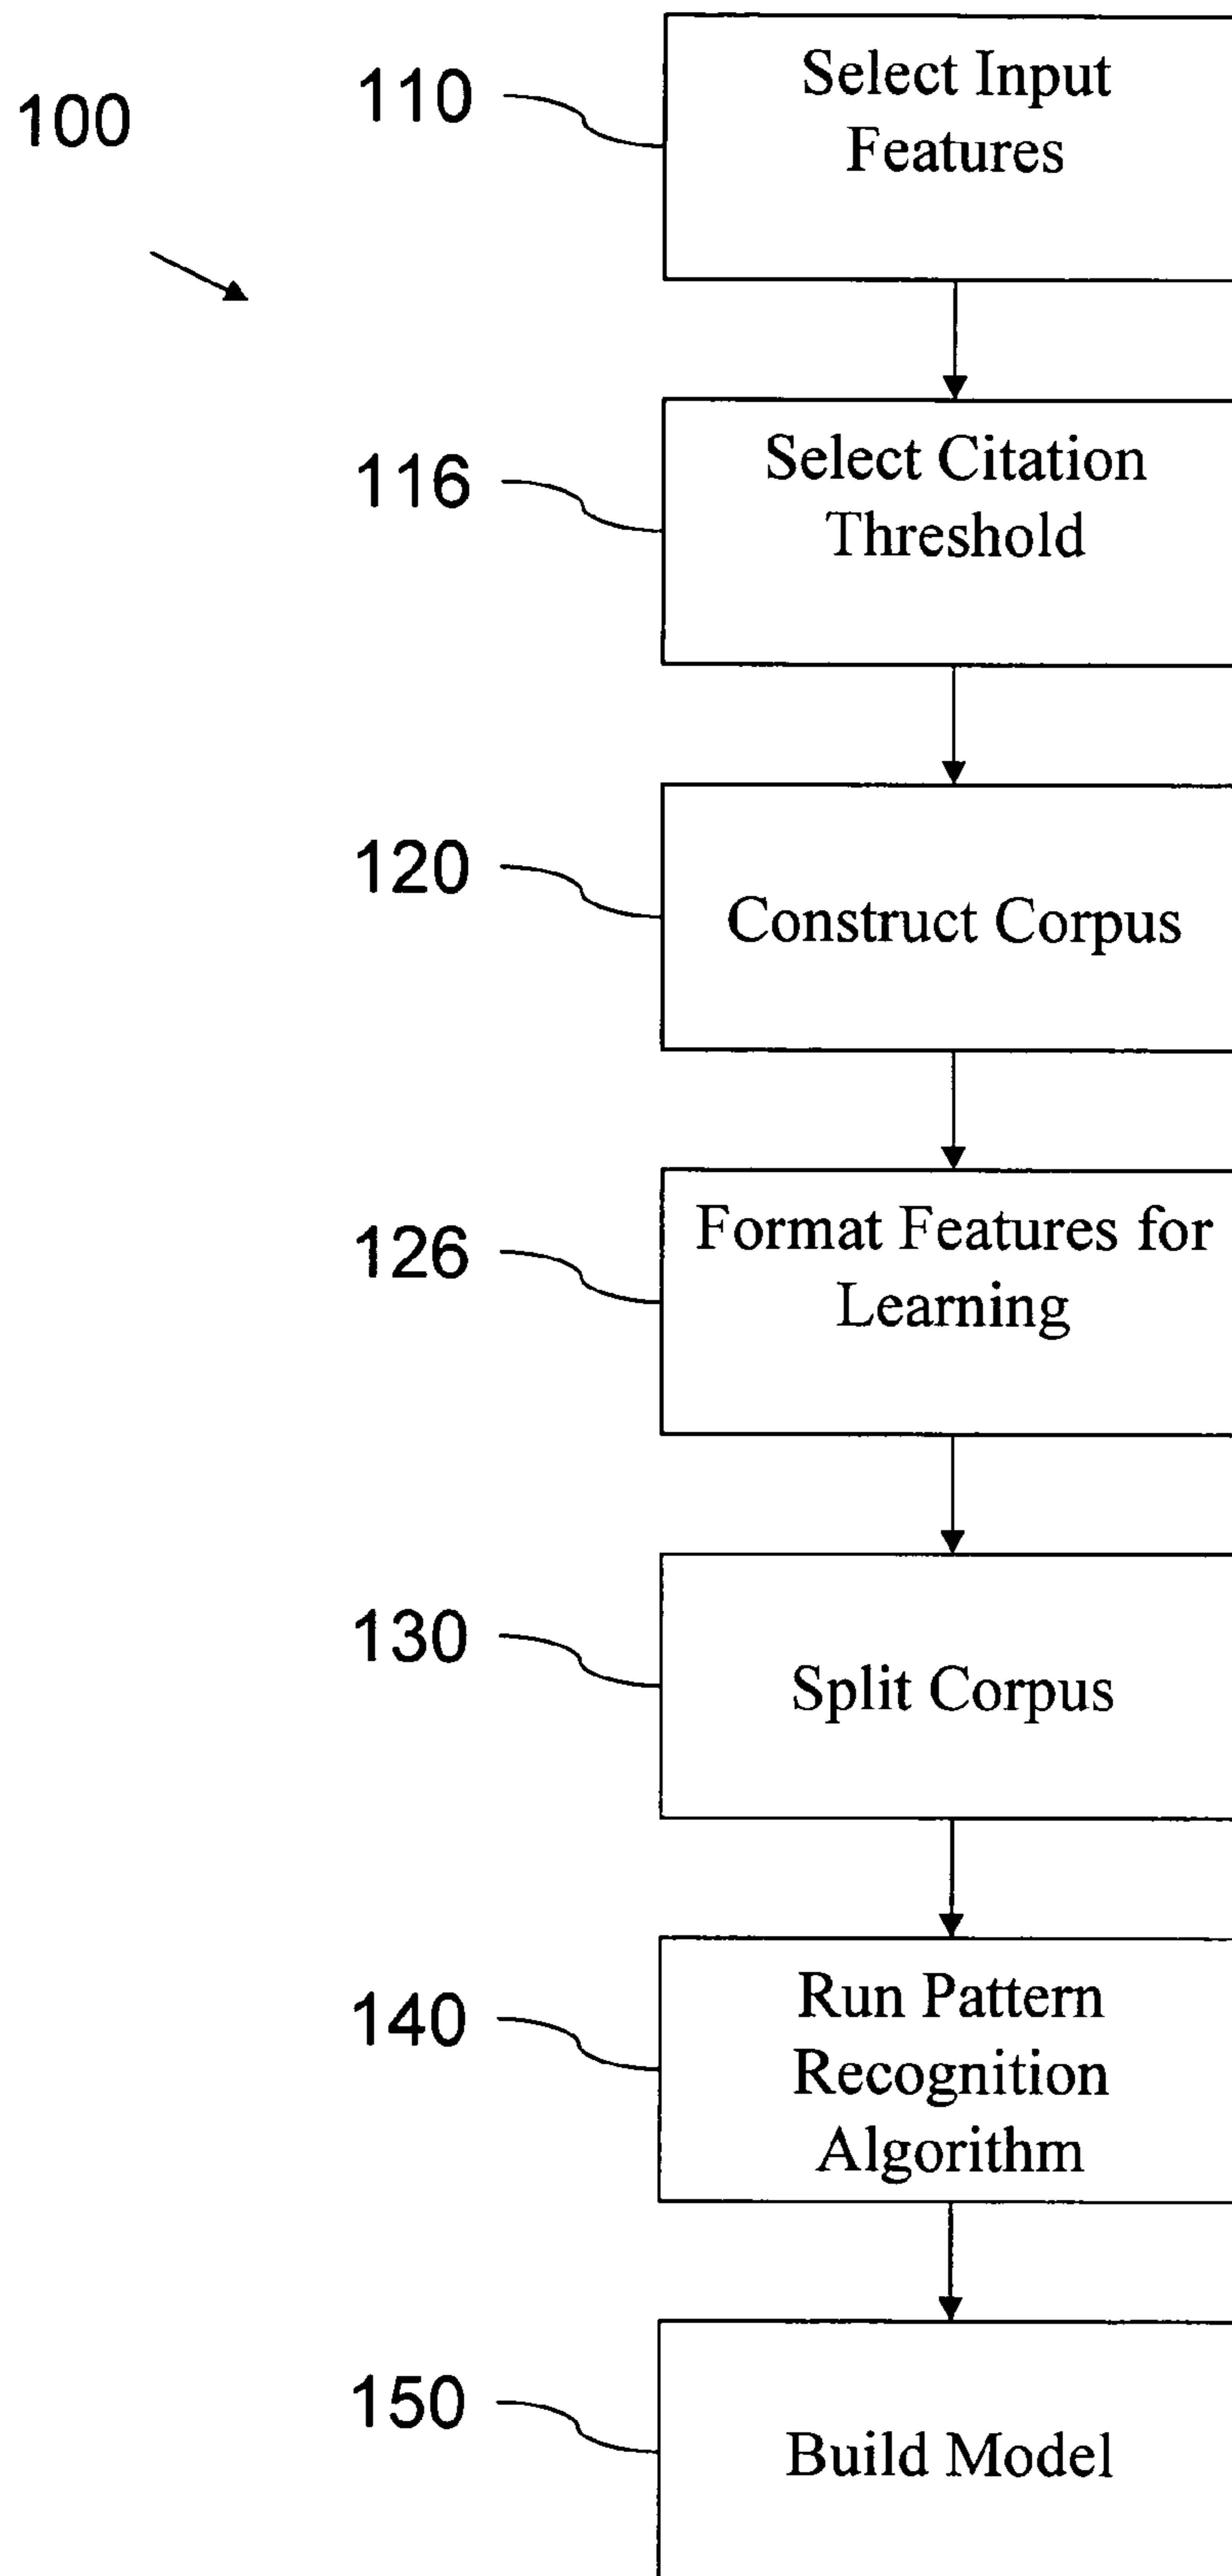 100
110
Select Input
Features
116
Select Citation
Threshold
120
Construct Corpus
126
Format Features for
Learning
130
Split Corpus
140
Run Pattern
Recognition
Algorithm
150
Build Model